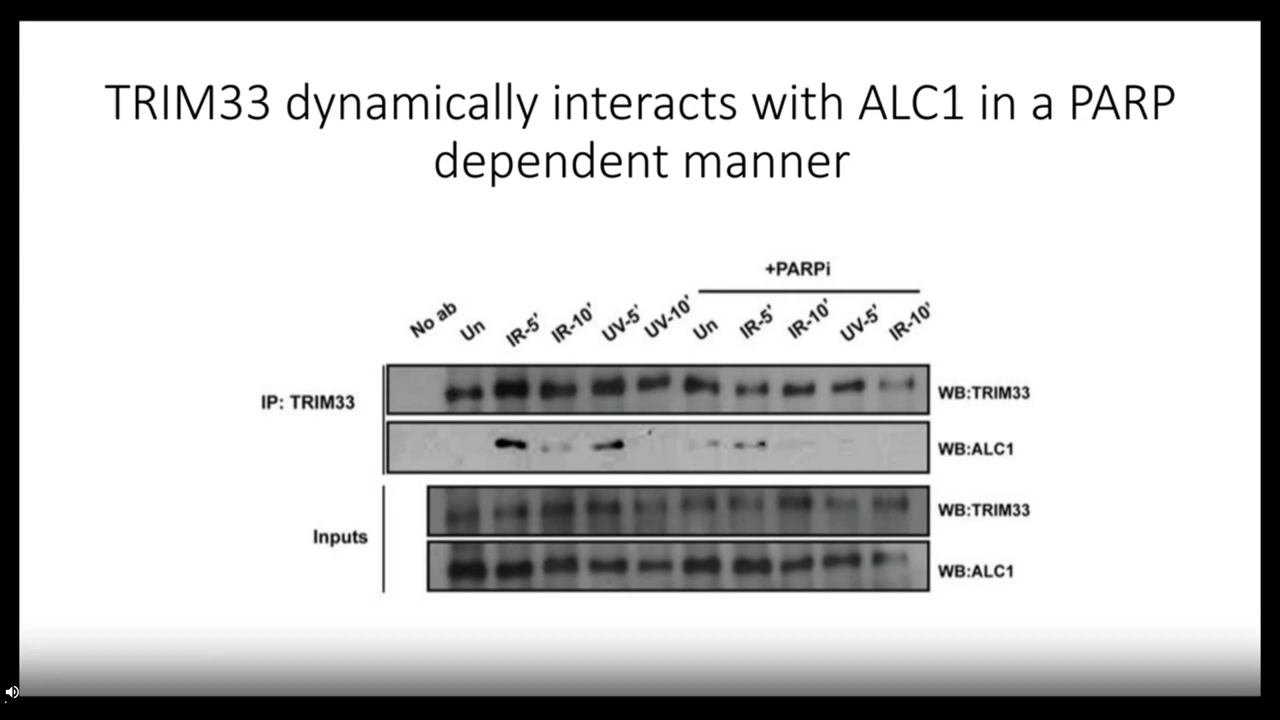 TRIM33 dynamically interacts with ALC1 in a PARP
dependent manner
+PARPi
No ab Un IR-5' IR-10' UV-5' UV-10' Un IR-5' IR-10' UV-5' IR-10'
IP: TRIM33
WB:TRIM33
WB:ALC1
Inputs
WB:TRIM33
WB:ALC1